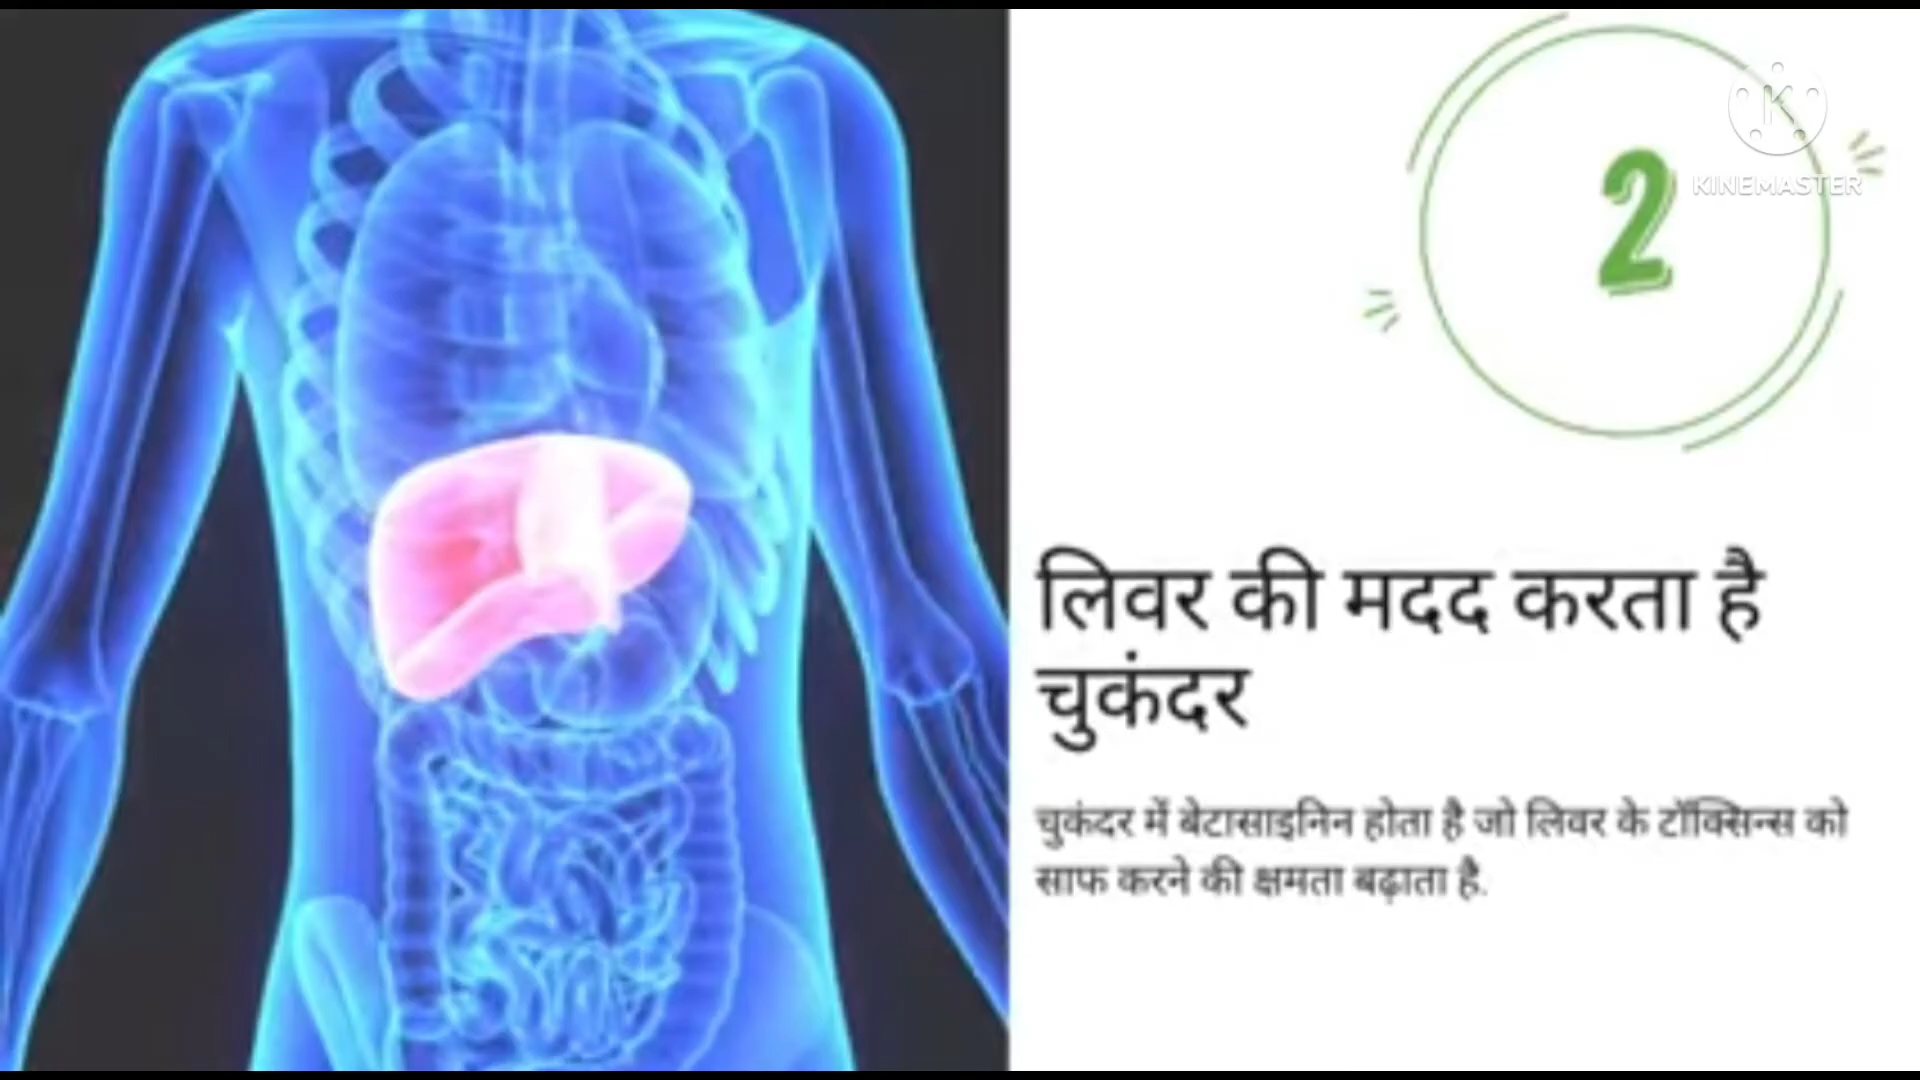 2
KINEMASTER
लिवर की मदद करता है
चुकंदर
चुकंदर में बेटासाइनिन होता है जो लिवर के टॉक्सिन्स को
साफ करने की क्षमता बढ़ाता है.